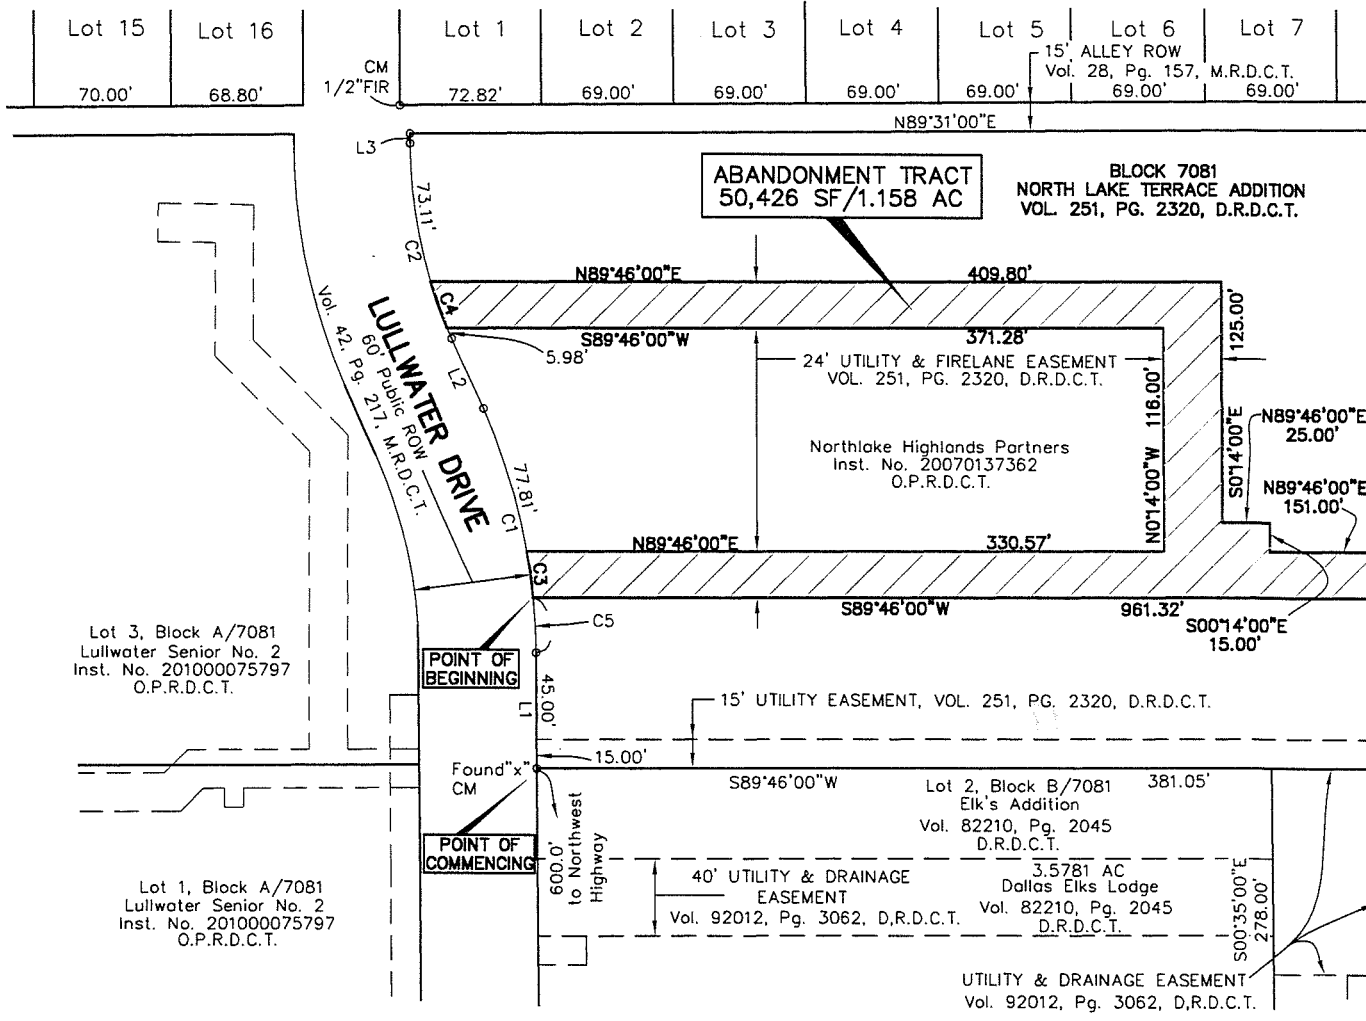 Lot 15
Lot 16
Lot 1
Lot 2
Lot 3
Lot 4
Lot 5
Lot 6
Lot 7
15' ALLEY ROW
Vol. 28, Pg. 157, M.R.D.C.T.
CM
1/2"FIR
70.00'
68.80'
72.82'
69.00'
69.00'
69.00'
69.00'
69.00'
69.00'
N89°31'00"E
L3
ABANDONMENT TRACT
50,426 SF/1.158 AC
BLOCK 7081
NORTH LAKE TERRACE ADDITION
VOL. 251, PG. 2320, D.R.D.C.T.
73.11'
C2
N89°46'00"E
409.80'
C4
S89°46'00"W
371.28'
5.98'
L2
125.00'
S0°14'00"E
24' UTILITY & FIRELANE EASEMENT
VOL. 251, PG. 2320, D.R.D.C.T.
N0°14'00"W 116.00'
LULLWATER DRIVE
60' Public ROW
Vol. 42, Pg. 217, M.R.D.C.T.
N89°46'00"E
25.00'
Northlake Highlands Partners
Inst. No. 20070137362
O.P.R.D.C.T.
77.81'
C1
N89°46'00"E
151.00'
N89°46'00"E
330.57'
C3
S89°46'00"W
961.32'
S00°14'00"E
15.00'
C5
Lot 3, Block A/7081
Lullwater Senior No. 2
Inst. No. 201000075797
O.P.R.D.C.T.
POINT OF
BEGINNING
45.00'
L1
15' UTILITY EASEMENT, VOL. 251, PG. 2320, D.R.D.C.T.
15.00'
Found"x"
CM
S89°46'00"W
381.05'
Lot 2, Block B/7081
Elk's Addition
Vol. 82210, Pg. 2045
D.R.D.C.T.
600.0'
to Northwest
Highway
POINT OF
COMMENCING
40' UTILITY & DRAINAGE
EASEMENT
Vol. 92012, Pg. 3062, D,R.D.C.T.
3.5781 AC
Dallas Elks Lodge
Vol. 82210, Pg. 2045
D.R.D.C.T.
S00°35'00"E
278.00'
Lot 1, Block A/7081
Lullwater Senior No. 2
Inst. No. 201000075797
O.P.R.D.C.T.
UTILITY & DRAINAGE EASEMENT
Vol. 92012, Pg. 3062, D,R.D.C.T.